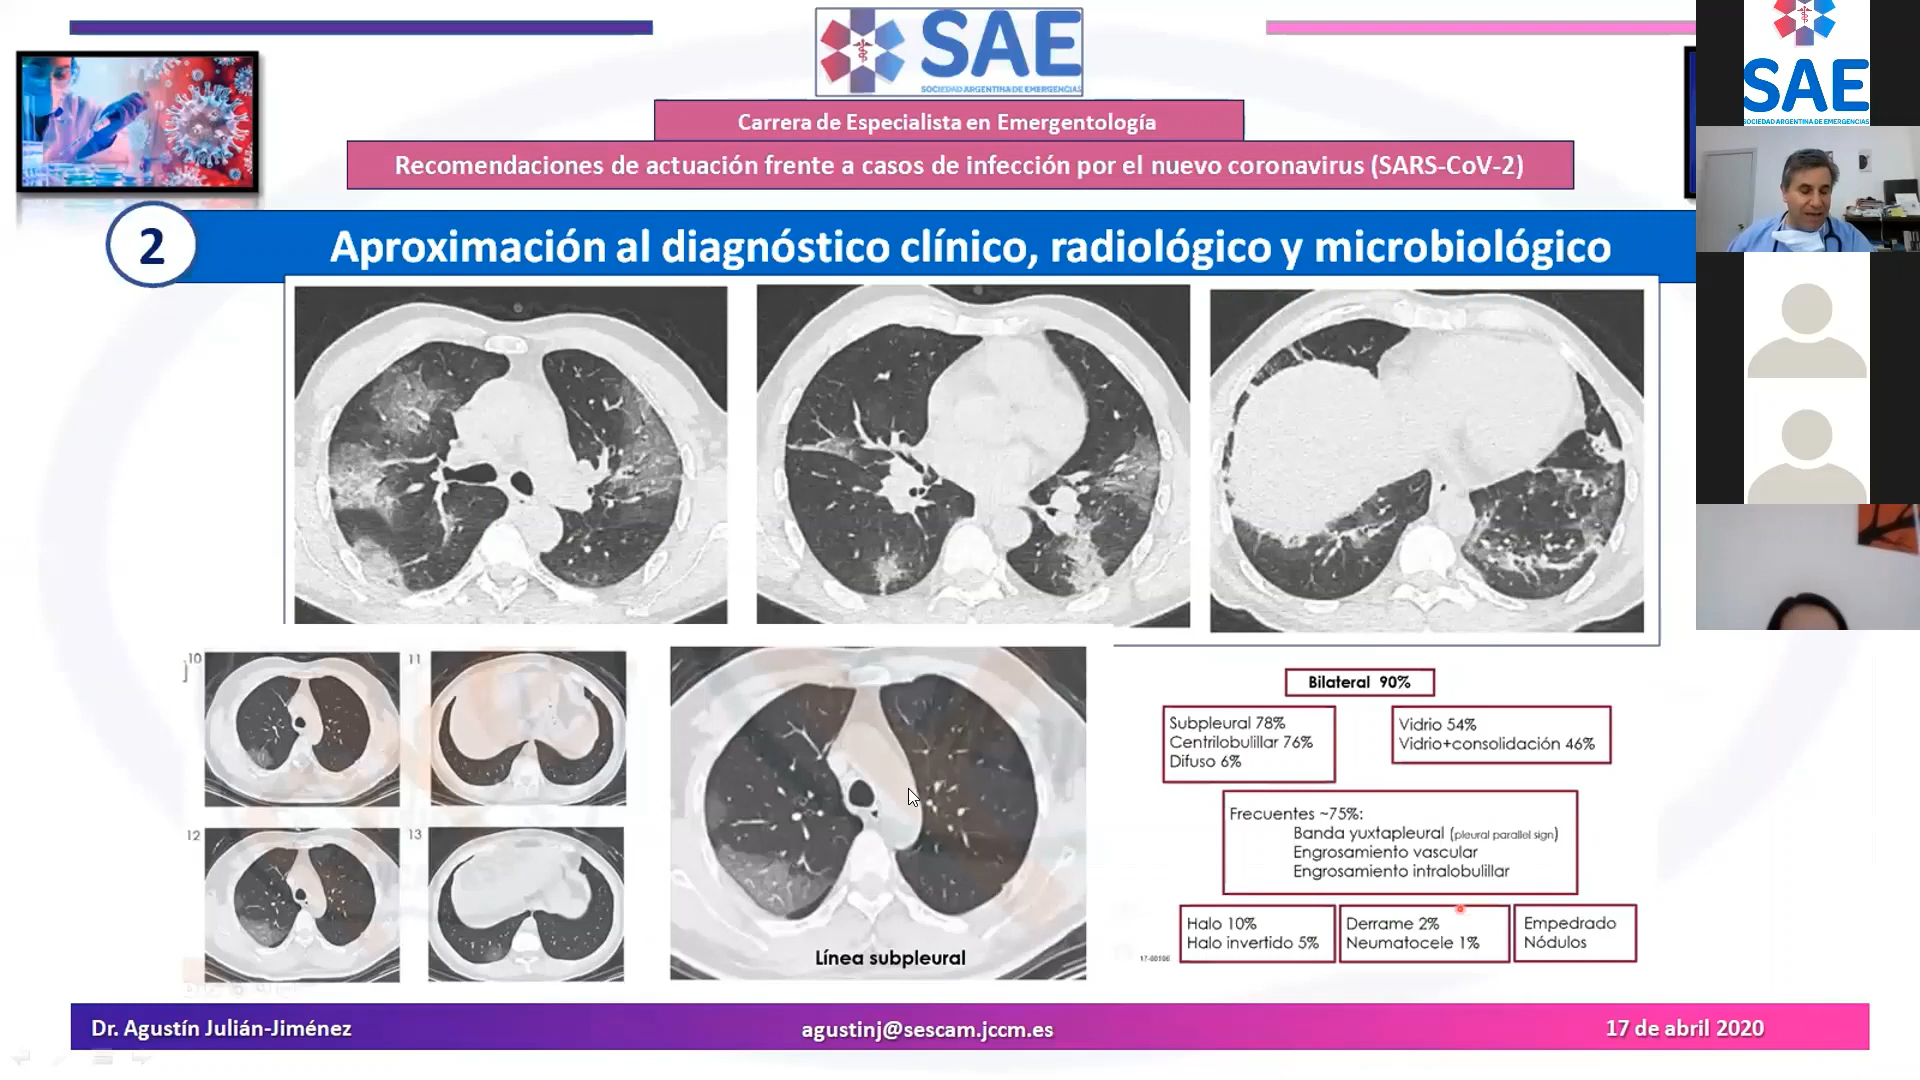 SAE
SOCIEDAD ARGENTINA DE EMERGENCIAS
SAE
SOCIEDAD ARGENTINA DE EMERGENCIAS
Carrera de Especialista en Emergentología
Recomendaciones de actuación frente a casos de infección por el nuevo coronavirus (SARS-CoV-2)
2
Aproximación al diagnóstico clínico, radiológico y microbiológico
10
11
12
13
Línea subpleural
Bilateral 90%
Subpleural 78%
Centrilobulillar 76%
Difuso 6%
Vidrio 54%
Vidrio+consolidación 46%
Frecuentes ~75%:
Banda yuxtapleural (pleural parallel sign)
Engrosamiento vascular
Engrosamiento intralobulillar
Halo 10%
Halo invertido 5%
Derrame 2%
Neumatocele 1%
Empedrado
Nódulos
Dr. Agustín Julián-Jiménez
agustinj@sescam.jccm.es
17 de abril 2020